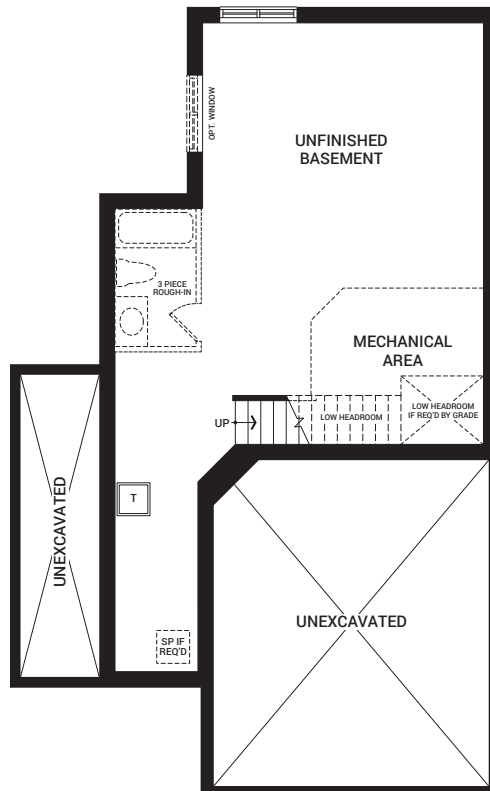 OPT. WINDOW
UNFINISHED
BASEMENT
3 PIECE
ROUGH-IN
MECHANICAL
AREA
LOW HEADROOM
IF REQ'D BY GRADE
UP
LOW HEADROOM
T
UNEXCAVATED
UNEXCAVATED
SP IF
REQ'D